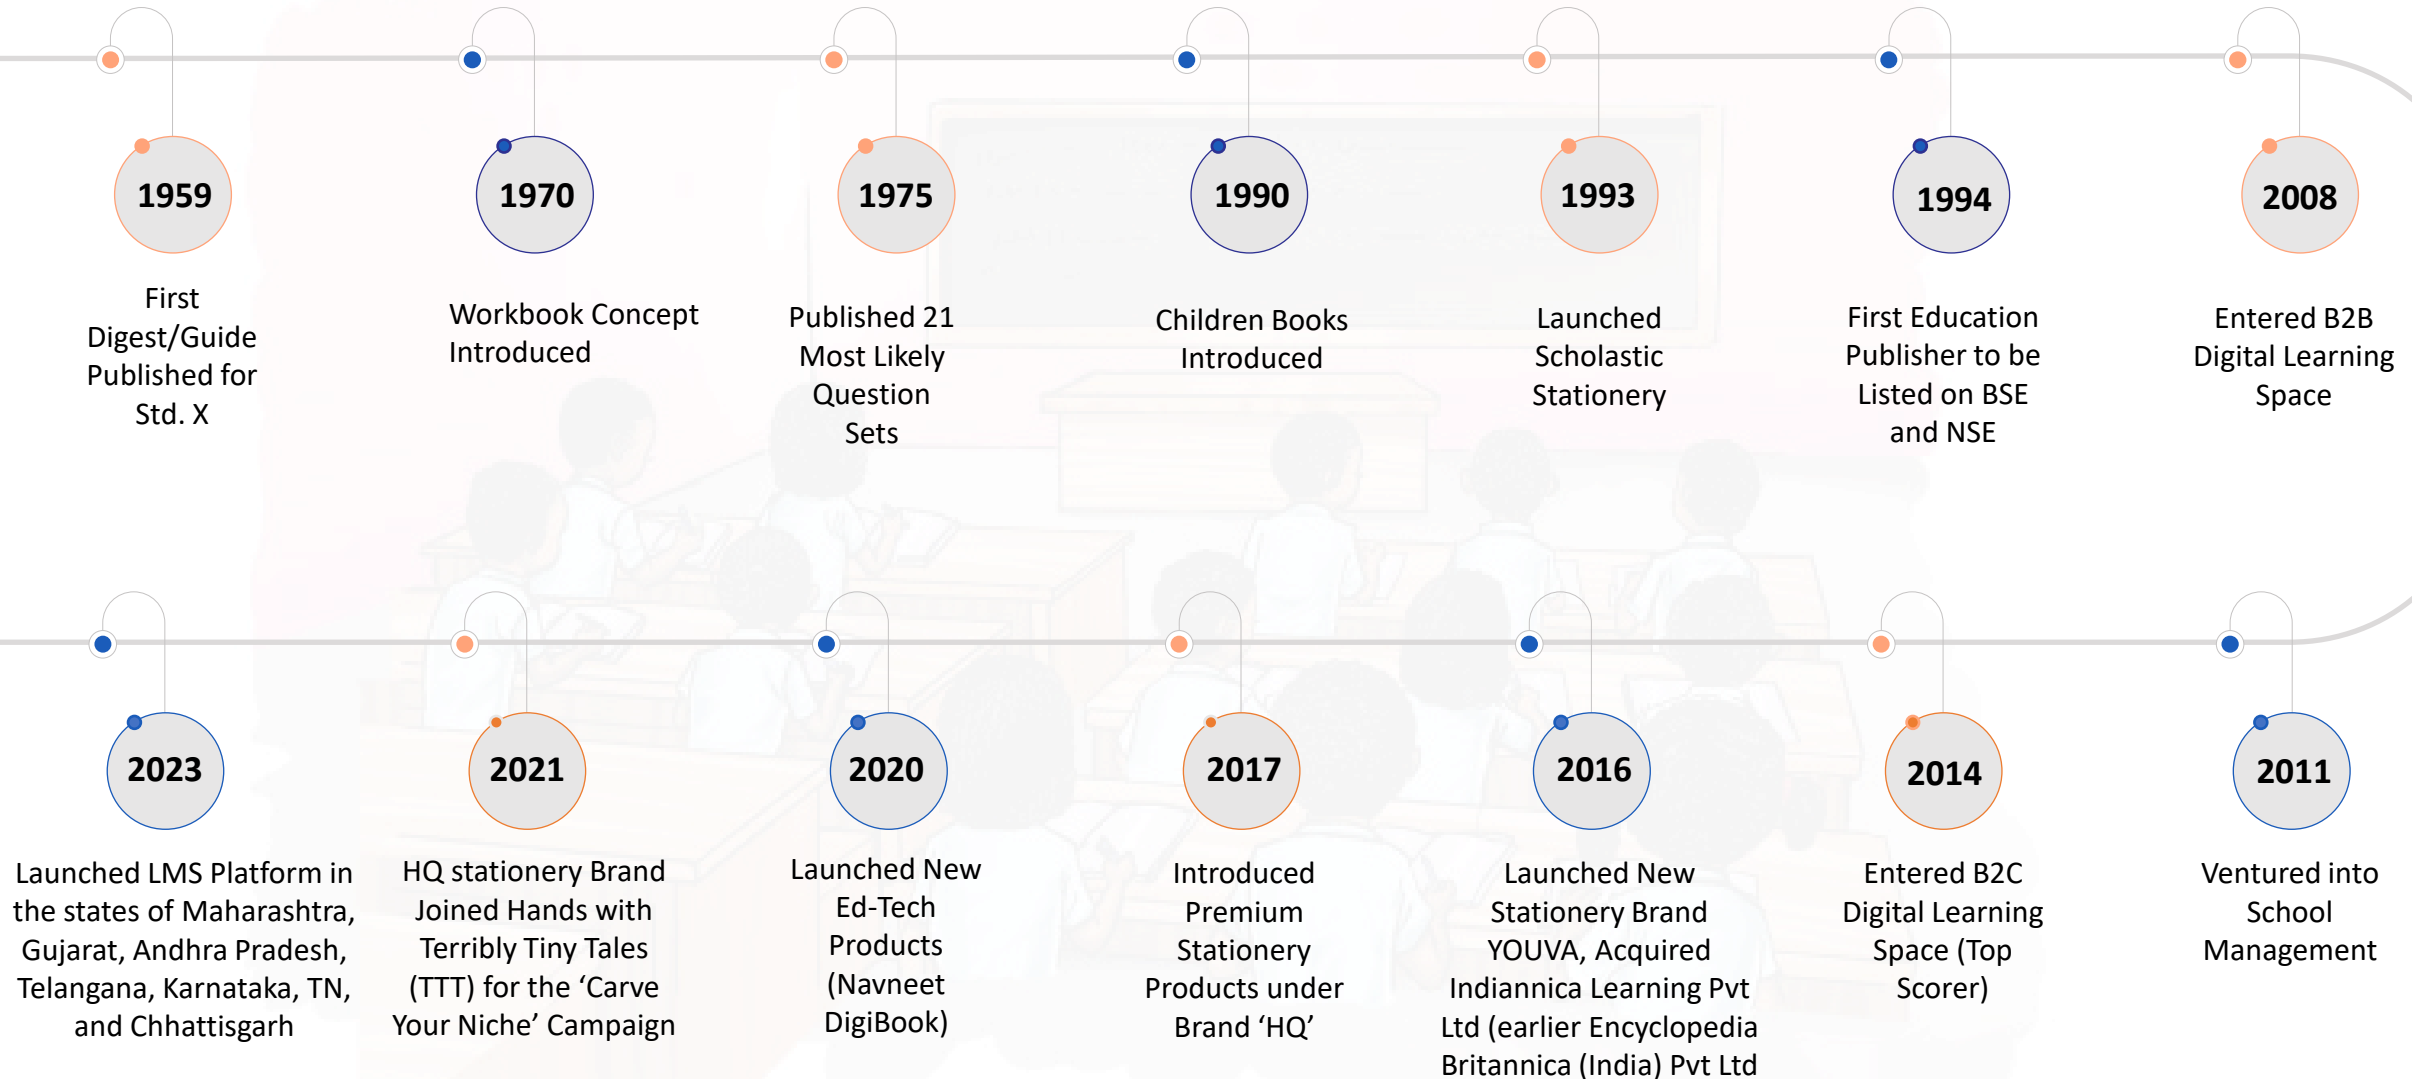 1959
First
Digest/Guide
Published for
Std. X
1970
Workbook Concept
Introduced
1975
Published 21
Most Likely
Question
Sets
1990
Children Books
Introduced
1993
Launched
Scholastic
Stationery
1994
First Education
Publisher to be
Listed on BSE
and NSE
2008
Entered B2B
Digital Learning
Space
2011
Ventured into
School
Management
2014
Entered B2C
Digital Learning
Space (Top
Scorer)
2016
Launched New
Stationery Brand
YOUVA, Acquired
Indiannica Learning Pvt
Ltd (earlier Encyclopedia
Britannica (India) Pvt Ltd
2017
Introduced
Premium
Stationery
Products under
Brand ‘HQ’
2020
Launched New
Ed-Tech
Products
(Navneet
DigiBook)
2021
HQ stationery Brand
Joined Hands with
Terribly Tiny Tales
(TTT) for the ‘Carve
Your Niche’ Campaign
2023
Launched LMS Platform in
the states of Maharashtra,
Gujarat, Andhra Pradesh,
Telangana, Karnataka, TN,
and Chhattisgarh